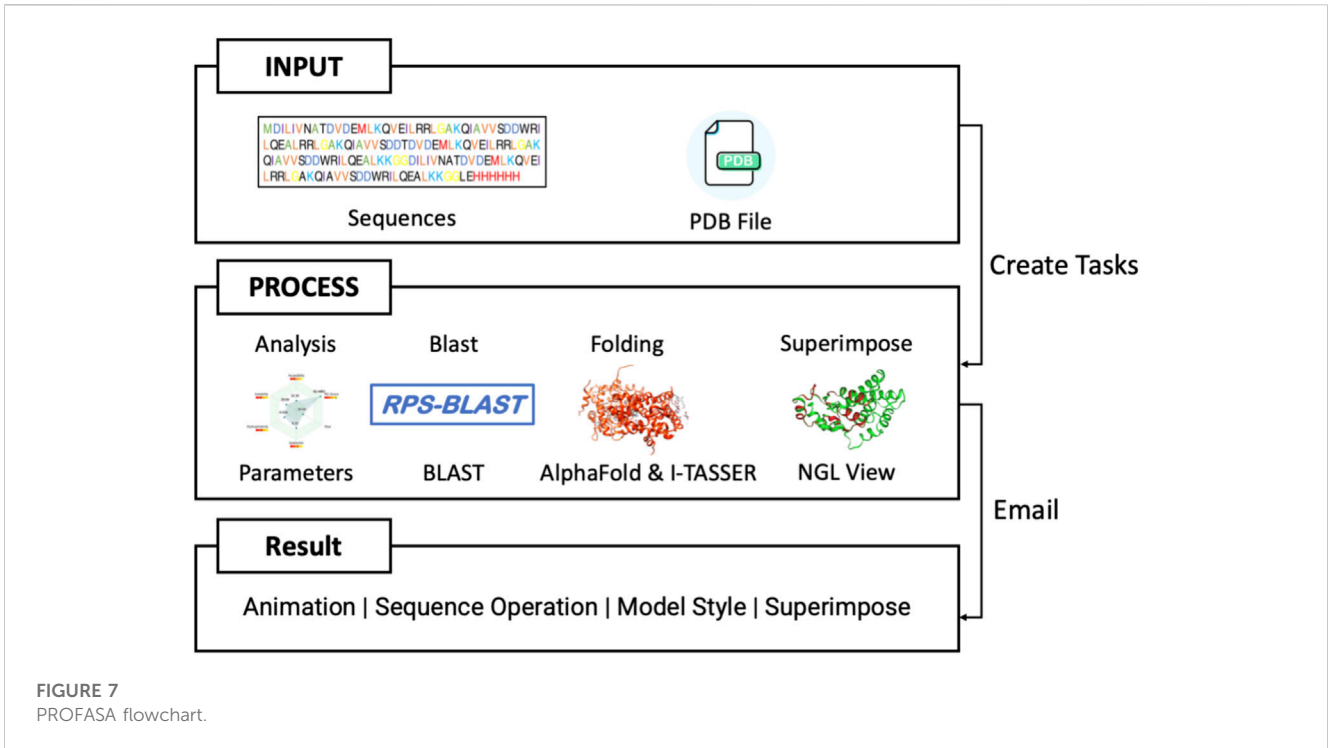 INPUT
MDILIVNATDVDEMLKQVEILRRLGAKQIAVVSDDWRI
LQEALRRLGAKQIAVVSDDTDVDEMLKQVEILRRLGAK
QIAVVSDDWRILQEALKKGGDILIVNATDVDEMLKQVEI
LRRLGAKQIAVVSDDWRILQEALKKGGLEHHHHHH
PDB
Sequences
PDB File
Create Tasks
PROCESS
Analysis
Blast
Folding
Superimpose
RPS-BLAST
Parameters
BLAST
AlphaFold & I-TASSER
NGL View
Email
Result
Animation | Sequence Operation | Model Style | Superimpose
FIGURE 7
PROFASA flowchart.